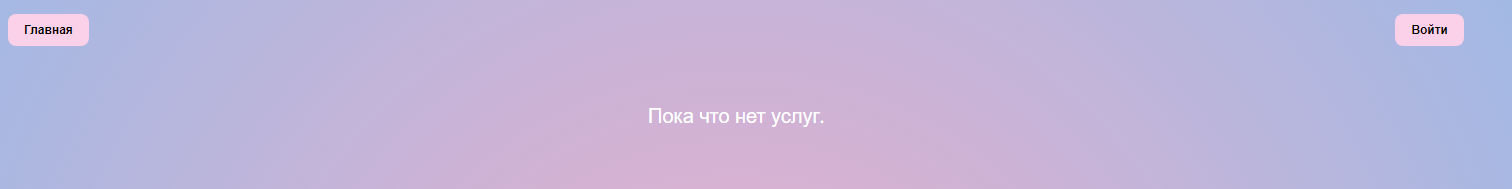 Главная
Войти
Пока что нет услуг.